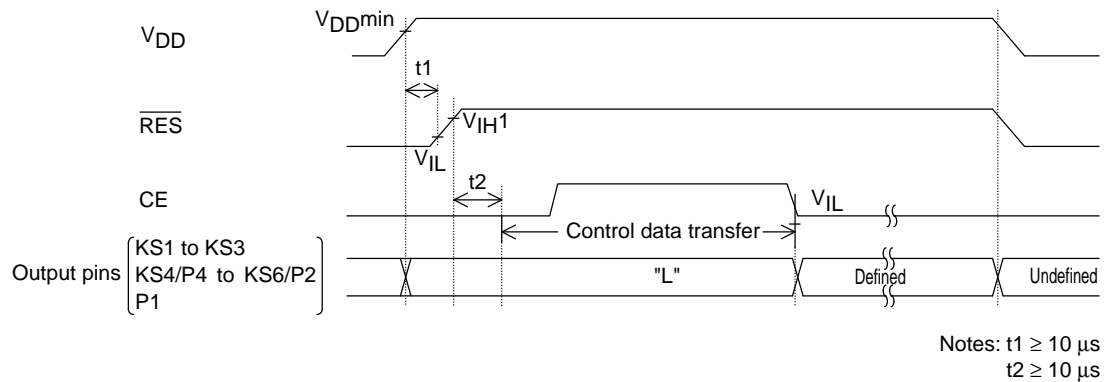 VDDmin
VDD
t1
RES
VIH1
VIL
t2
CE
VIL
Control data transfer
Output pins
KS1 to KS3
KS4/P4 to KS6/P2
P1
"L"
Defined
Undefined
Notes: t1 ≥ 10 μs
t2 ≥ 10 μs